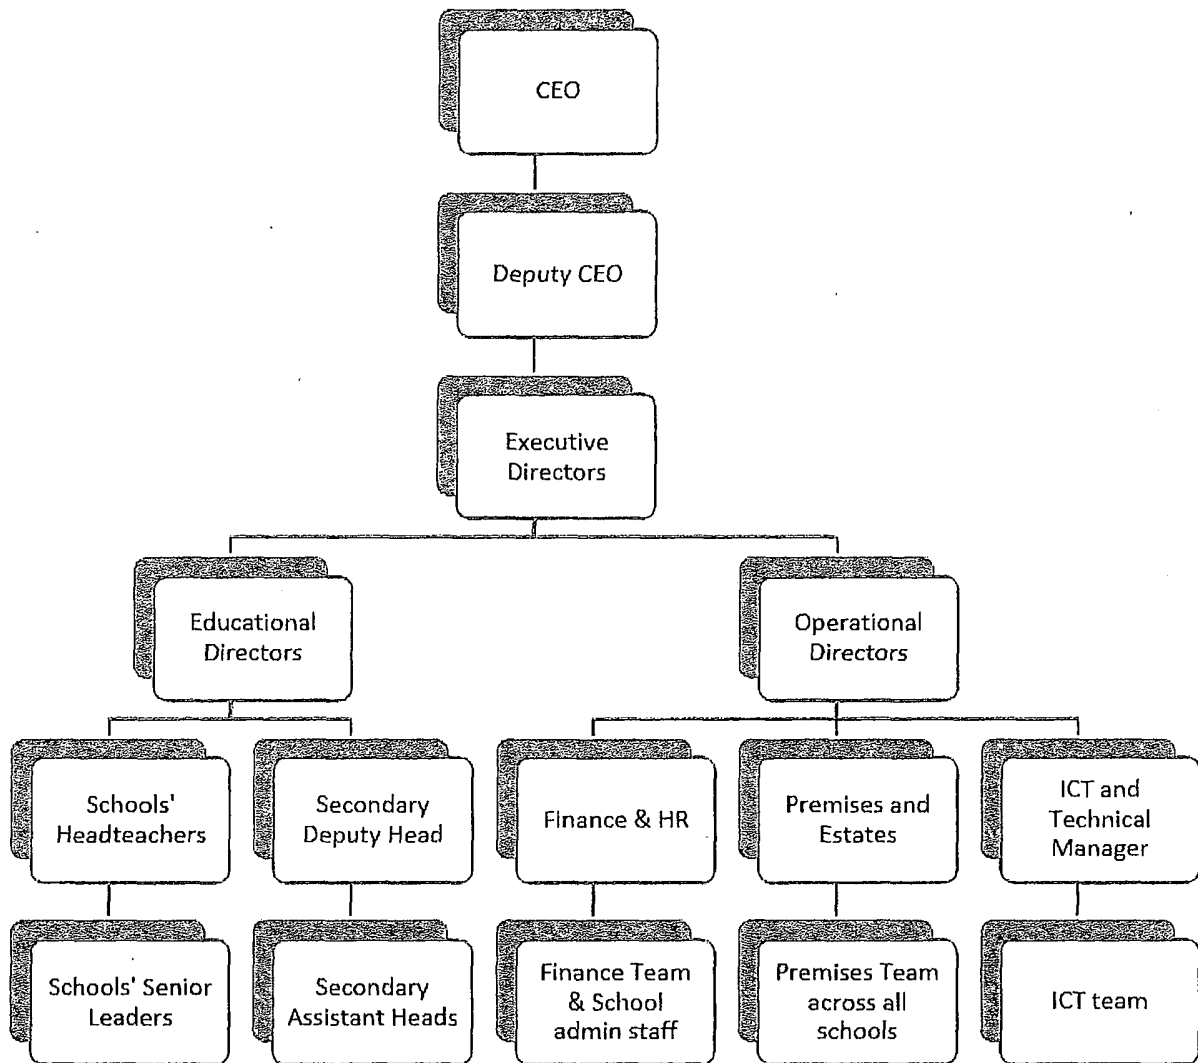 CEO
Deputy CEO
Executive
Directors
Educational
Directors
Operational
Directors
Schools'
Headteachers
Secondary
Deputy Head
Finance & HR
Premises and
Estates
ICT and
Technical
Manager
Schools' Senior
Leaders
Secondary
Assistant Heads
Finance Team
& School
admin staff
Premises Team
across all
schools
ICT team